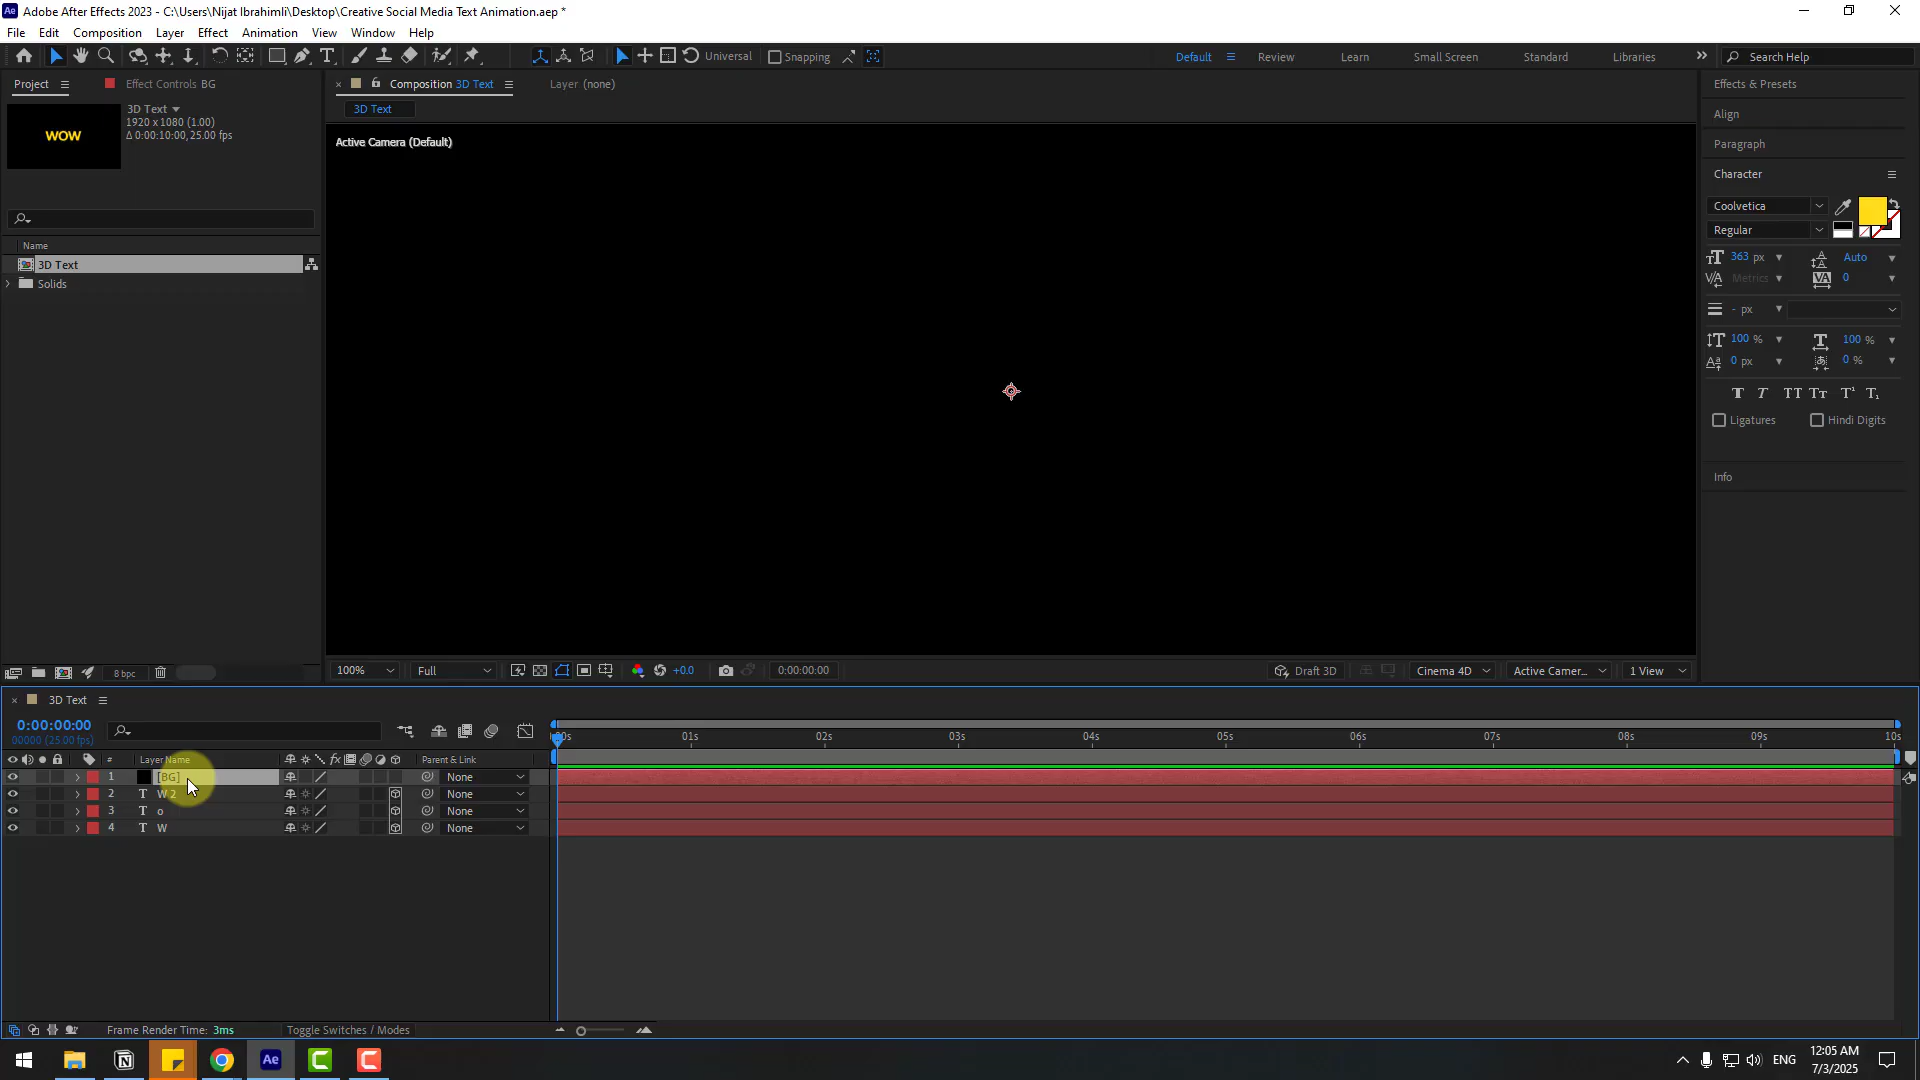 Adobe After Effects 2023 - C:\Users\Nijat Ibrahimli\Desktop\Creative Social Media Text Animation.aep *
File Edit Composition Layer Effect Animation View Window Help
Universal Snapping Default Review Learn Small Screen Standard Libraries Search Help
Project Effect Controls BG
Composition 3D Text Layer (none)
Effects & Presets
3D Text
1920 x 1080 (1.00)
Δ 0:00:10:00, 25.00 fps
WOW
3D Text
Align
Active Camera (Default)
Paragraph
Character
Coolvetica
Regular
363 px Auto
Metrics 0
- px
100 % 100 %
0 px 0 %
Ligatures Hindi Digits
Info
Name
3D Text
Solids
8 bpc
100% Full +0.0 0:00:00:00 Draft 3D Cinema 4D Active Camer... 1 View
3D Text
0:00:00:00
00000 (25.00 fps)
:00s 01s 02s 03s 04s 05s 06s 07s 08s 09s 10s
# Layer Name Parent & Link
1 [BG] None
2 T W 2 None
3 T o None
4 T W None
Frame Render Time: 3ms Toggle Switches / Modes
ENG
12:05 AM
7/3/2025